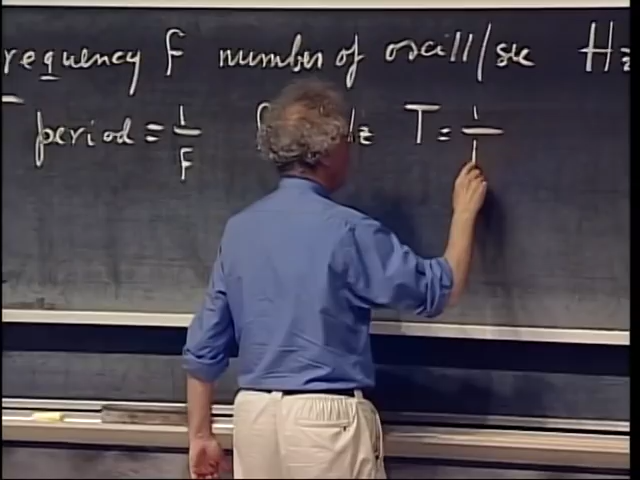 requency f number of oscill/sec Hz
period = 1/f Hz T = 1/